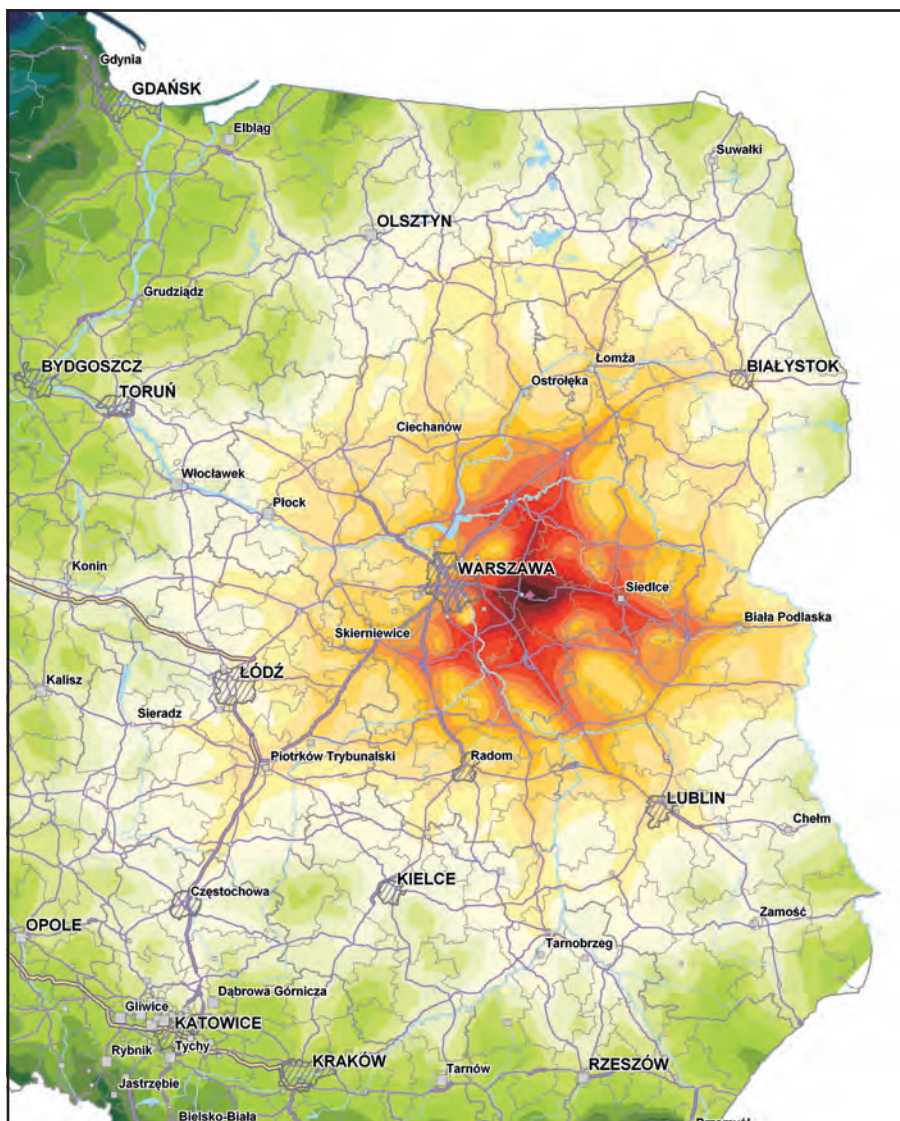 Gdynia
GDAŃSK
Elbląg
Suwałki
OLSZTYN
Grudziądz
BYDGOSZCZ
TORUŃ
Łomża
BIAŁYSTOK
Ostrołęka
Ciechanów
Włocławek
Płock
Konin
WARSZAWA
Siedlce
Biała Podlaska
Skierniewice
ŁÓDŹ
Kalisz
Sieradz
Piotrków Trybunalski
Radom
LUBLIN
Chełm
KIELCE
Częstochowa
OPOLE
Zamość
Tarnobrzeg
Dąbrowa Górnicza
Gliwice
KATOWICE
Rybnik
Tychy
KRAKÓW
Tarnów
RZESZÓW
Jastrzębie
Bielsko-Biała